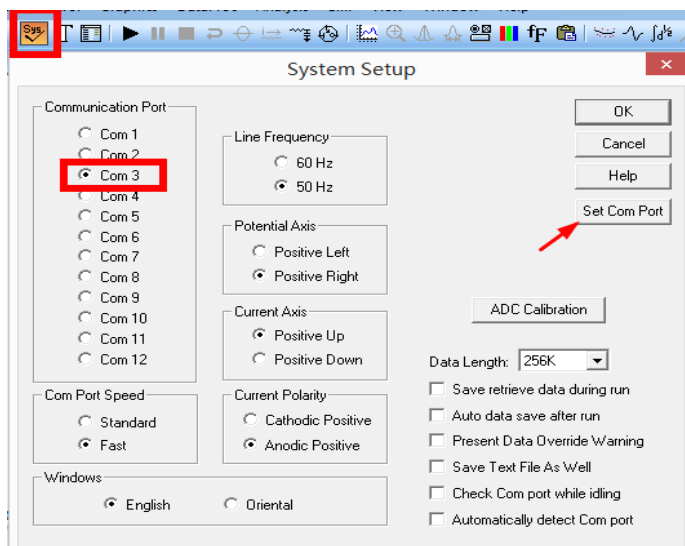 Sys
T
fF
System Setup
Communication Port
Com 1
Com 2
Com 3
Com 4
Com 5
Com 6
Com 7
Com 8
Com 9
Com 10
Com 11
Com 12
Com Port Speed
Standard
Fast
Windows
English
Oriental
Line Frequency
60 Hz
50 Hz
Potential Axis
Positive Left
Positive Right
Current Axis
Positive Up
Positive Down
Current Polarity
Cathodic Positive
Anodic Positive
OK
Cancel
Help
Set Com Port
ADC Calibration
Data Length: 256K
Save retrieve data during run
Auto data save after run
Present Data Override Warning
Save Text File As Well
Check Com port while idling
Automatically detect Com port